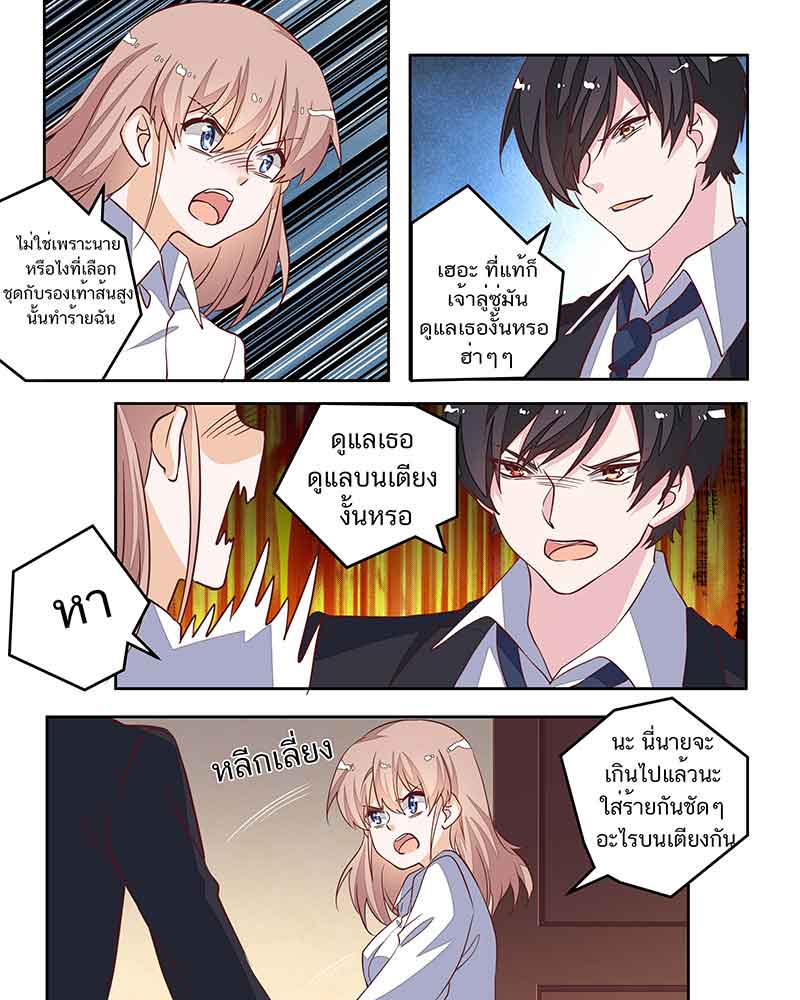 ไม่ใช่เพราะนาย
หรือไงที่เลือก
ชุดกับรองเท้าส้นสูง
นั้นทำร้ายฉัน
เฮอะ ที่แท้ก็
เจ้าลู่ซู่มัน
ดูแลเธองั้นหรอ
ฮ่าๆๆ
ดูแลเธอ
ดูแลบนเตียง
งั้นหรอ
หา
หลีกเลี่ยง
นะ นี่นายจะ
เกินไปแล้วนะ
ใส่ร้ายกันชัดๆ
อะไรบนเตียงกัน